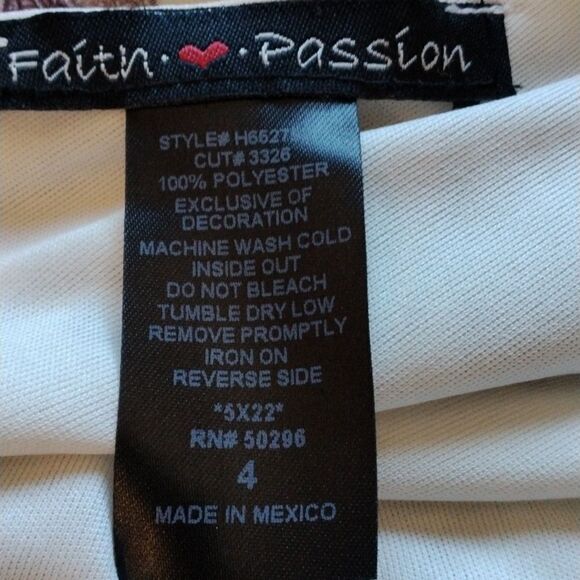 Faith · ❤ · Passion
STYLE# H6527
CUT# 3326
100% POLYESTER
EXCLUSIVE OF
DECORATION
MACHINE WASH COLD
INSIDE OUT
DO NOT BLEACH
TUMBLE DRY LOW
REMOVE PROMPTLY
IRON ON
REVERSE SIDE
*5X22*
RN# 50296
4
MADE IN MEXICO